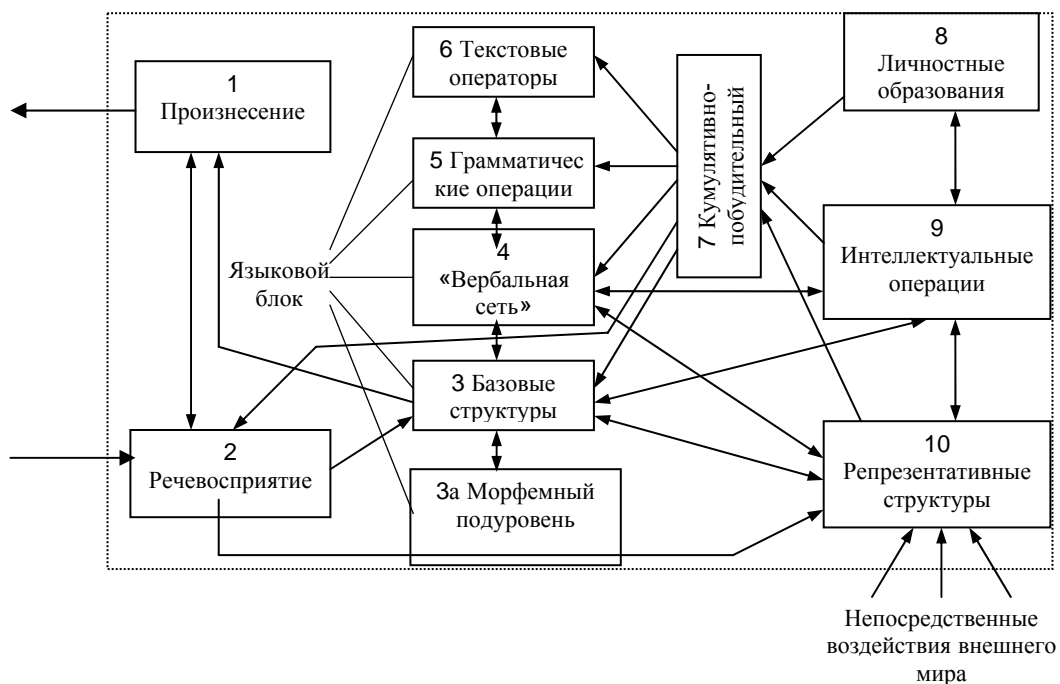 1
Произнесение
6 Текстовые
операторы
5 Грамматичес
кие операции
4
«Вербальная
сеть»
Языковой
блок
3 Базовые
структуры
2
Речевосприятие
3а Морфемный
подуровень
7 Кумулятивно-
побудительный
8
Личностные
образования
9
Интеллектуальные
операции
10
Репрезентативные
структуры
Непосредственные
воздействия внешнего
мира